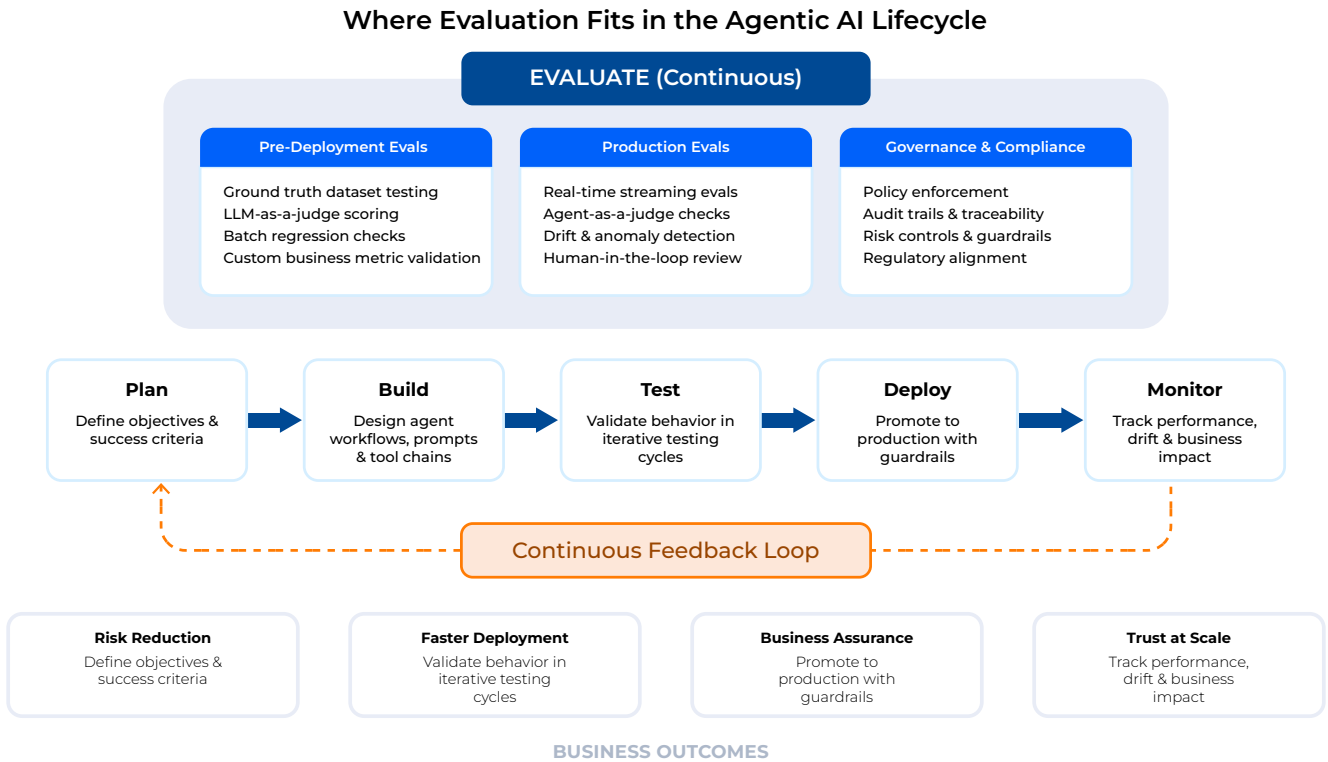 Where Evaluation Fits in the Agentic AI Lifecycle
EVALUATE (Continuous)
Pre-Deployment Evals
Ground truth dataset testing
LLM-as-a-judge scoring
Batch regression checks
Custom business metric validation
Production Evals
Real-time streaming evals
Agent-as-a-judge checks
Drift & anomaly detection
Human-in-the-loop review
Governance & Compliance
Policy enforcement
Audit trails & traceability
Risk controls & guardrails
Regulatory alignment
Plan
Define objectives &
success criteria
Build
Design agent
workflows, prompts
& tool chains
Test
Validate behavior in
iterative testing
cycles
Deploy
Promote to
production with
guardrails
Monitor
Track performance,
drift & business
impact
Continuous Feedback Loop
Risk Reduction
Define objectives &
success criteria
Faster Deployment
Validate behavior in
iterative testing
cycles
Business Assurance
Promote to
production with
guardrails
Trust at Scale
Track performance,
drift & business
impact
BUSINESS OUTCOMES